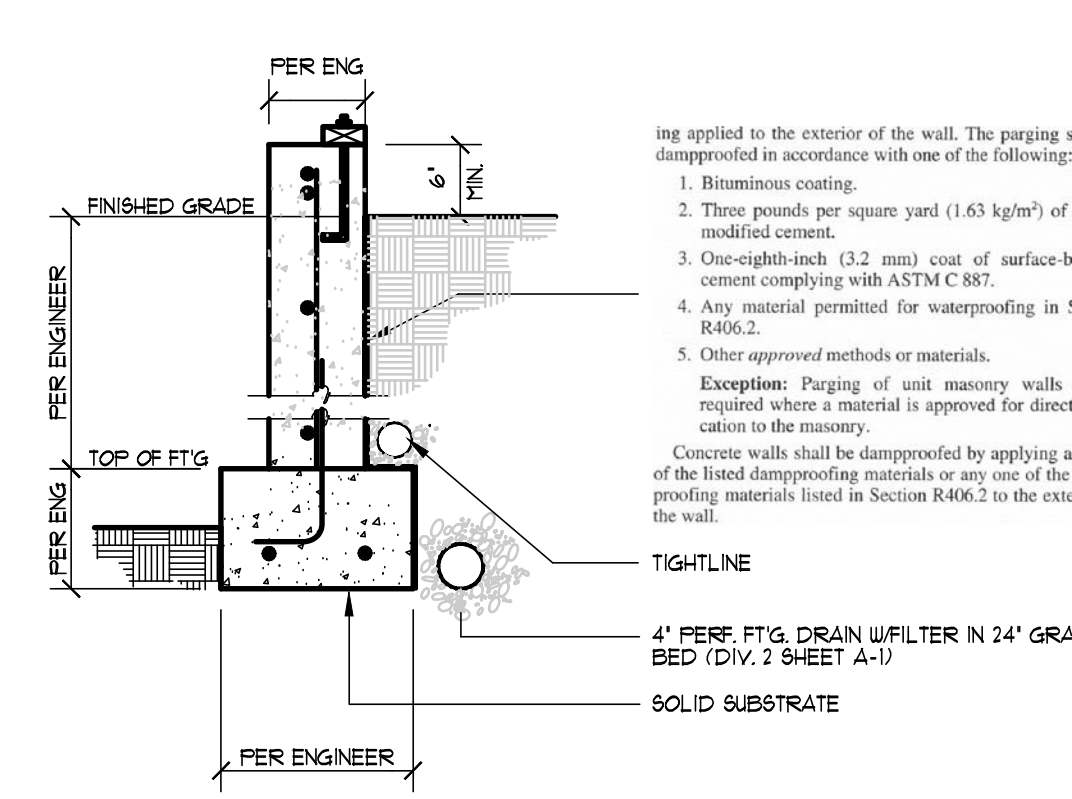 PER ENG
6"
MIN.
FINISHED GRADE
PER ENGINEER
TOP OF FT'G
PER ENG
PER ENGINEER
ing applied to the exterior of the wall. The parging s
dampproofed in accordance with one of the following:
1. Bituminous coating.
2. Three pounds per square yard (1.63 kg/m²) of
modified cement.
3. One-eighth-inch (3.2 mm) coat of surface-b
cement complying with ASTM C 887.
4. Any material permitted for waterproofing in S
R406.2.
5. Other approved methods or materials.
Exception: Parging of unit masonry walls
required where a material is approved for direct
cation to the masonry.
Concrete walls shall be dampproofed by applying a
of the listed dampproofing materials or any one of the
proofing materials listed in Section R406.2 to the exte
the wall.
TIGHTLINE
4" PERF. FT'G. DRAIN W/FILTER IN 24" GRA
BED (DIV. 2 SHEET A-1)
SOLID SUBSTRATE